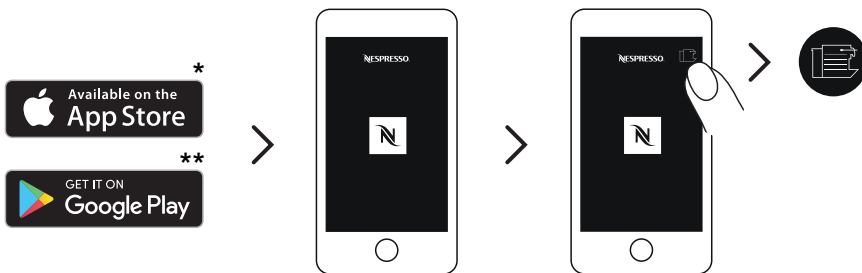 *
Available on the
App Store
**
GET IT ON
Google Play
NESPRESSO
N
NESPRESSO
N